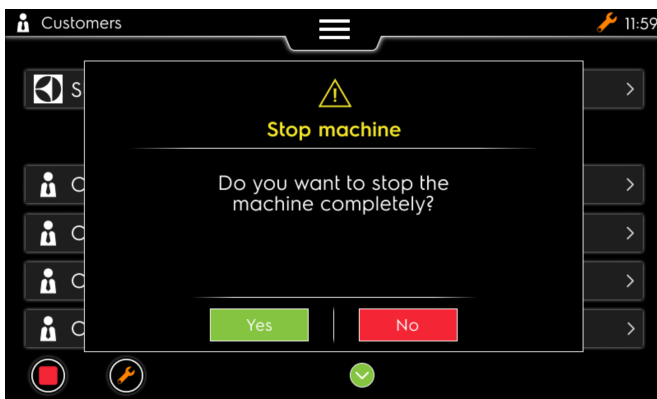 Customers
11:59
S
Stop machine
Do you want to stop the
machine completely?
C
C
C
C
Yes
No